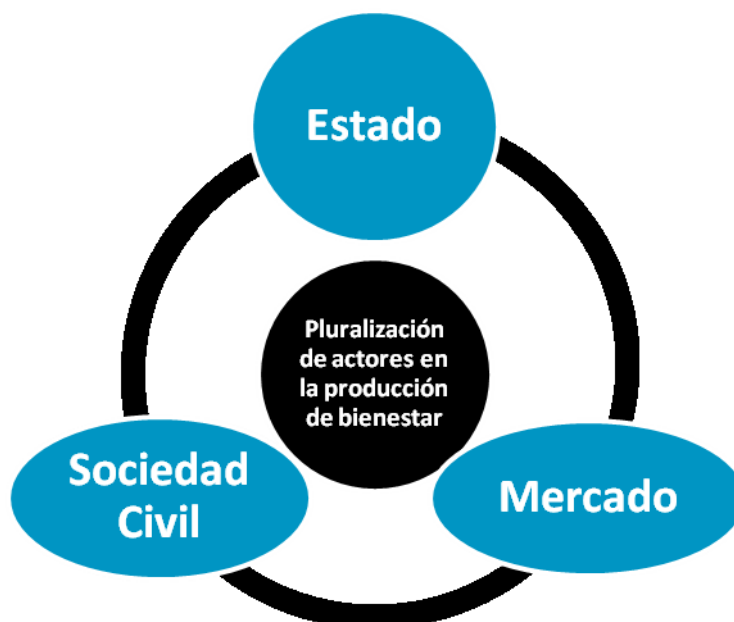 Estado
Pluralización
de actores en
la producción
de bienestar
Sociedad
Civil
Mercado